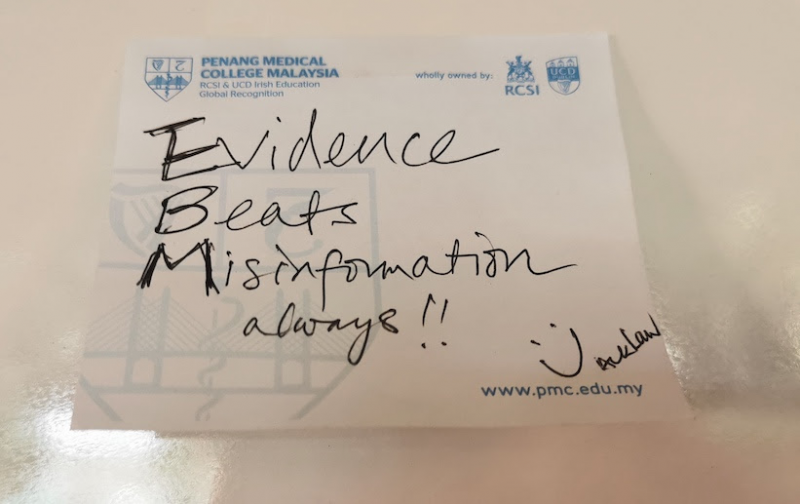 PENANG MEDICAL
COLLEGE MALAYSIA
RCSI & UCD Irish Education
Global Recognition
wholly owned by:
RCSI
UCD
Evidence
Beats
Misinformation
always!!
www.pmc.edu.my